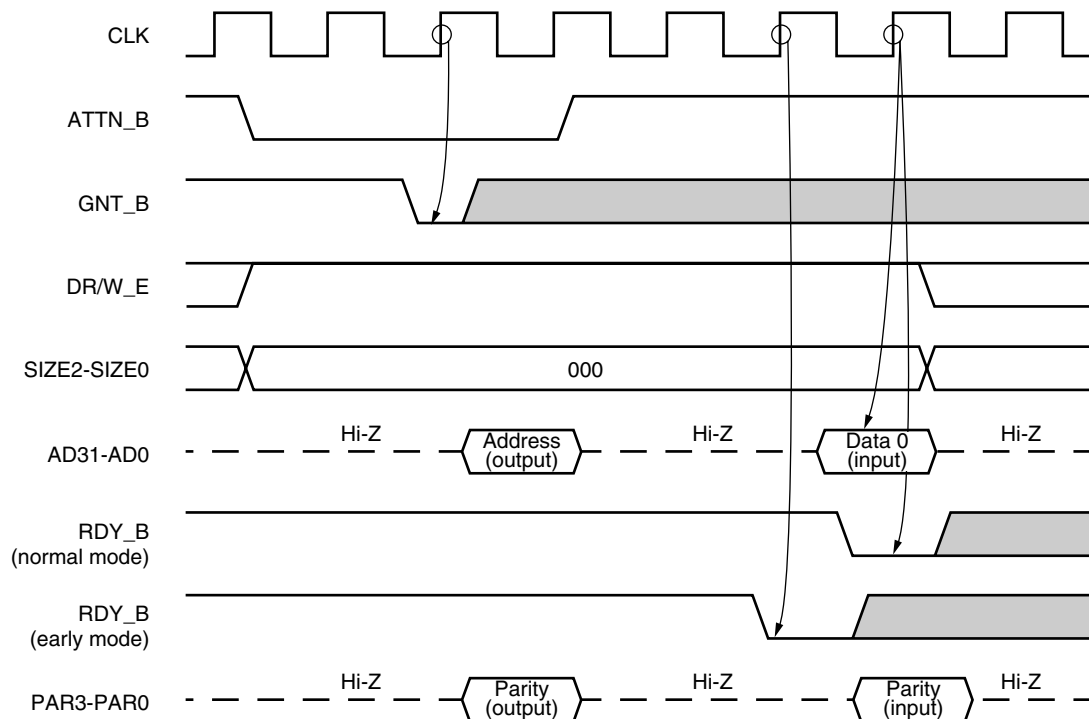 CLK
ATTN_B
GNT_B
DR/W_E
SIZE2-SIZE0
000
AD31-AD0
Hi-Z
Address
(output)
Hi-Z
Data 0
(input)
Hi-Z
RDY_B
(normal mode)
RDY_B
(early mode)
PAR3-PAR0
Hi-Z
Parity
(output)
Hi-Z
Parity
(input)
Hi-Z